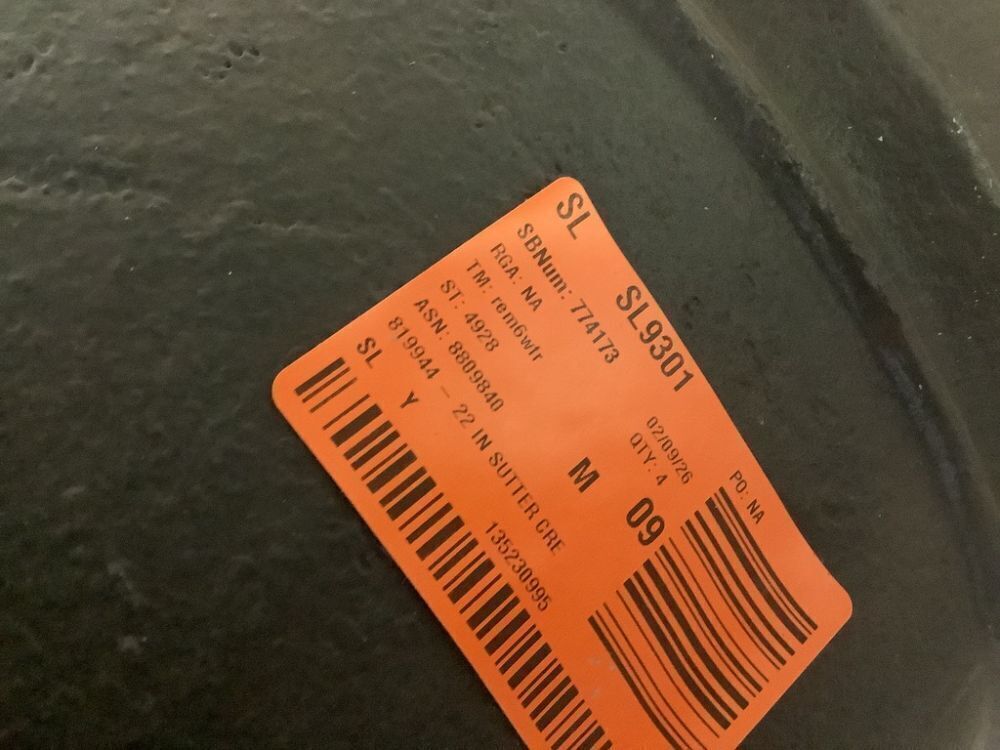 SL SL9301
SBNum: 774173
RGA: NA
TM: rem6wfr
ST: 4928
ASN: 8809840
819944 - 22 IN SUTTER CRE
SL Y
135230995
02/09/26
QTY: 4
M 09
PO: NA